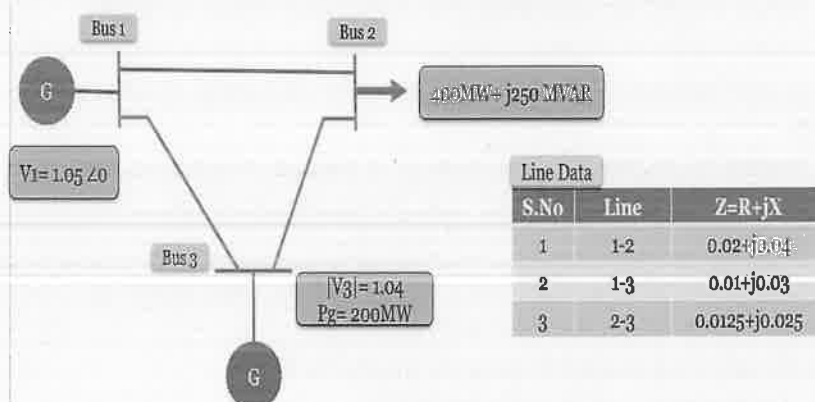 Bus 1
Bus 2
G
400MW+ j250 MVAR
V1= 1.05 ∠0
Line Data
S.No Line Z=R+jX
1 1-2
2 1-3 0.01+j0.03
3 2-3 0.0125+j0.025
Bus 3
|V3|= 1.04
Pg= 200MW
G